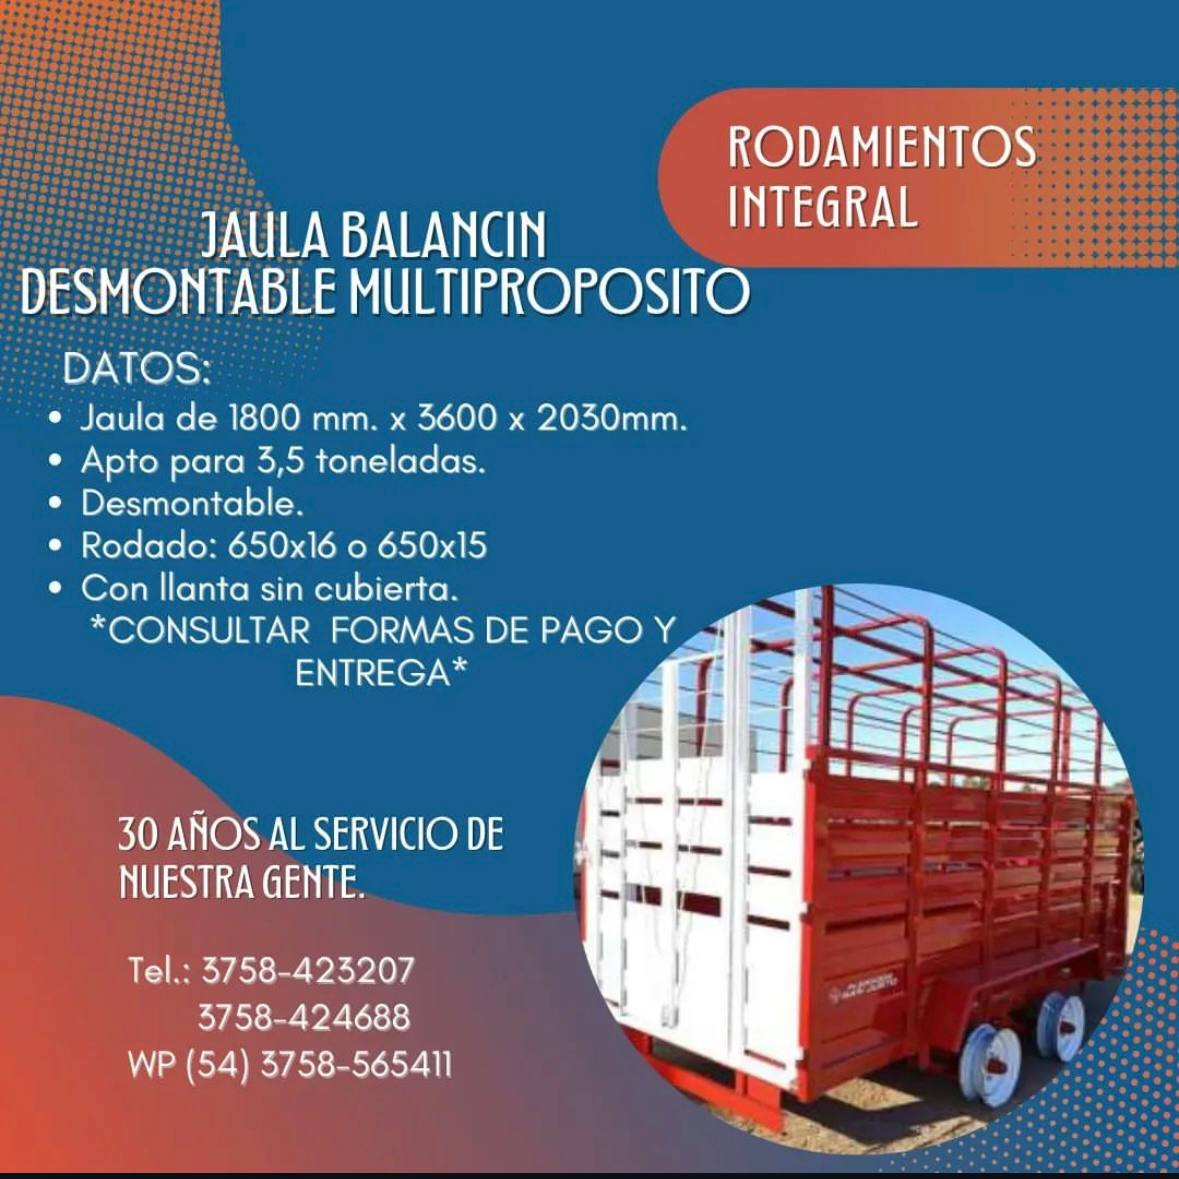 RODAMIENTOS
INTEGRAL
JAULA BALANCIN
DESMONTABLE MULTIPROPOSITO
DATOS:
• Jaula de 1800 mm. x 3600 x 2030mm.
• Apto para 3,5 toneladas.
• Desmontable.
• Rodado: 650x16 o 650x15
• Con llanta sin cubierta.
*CONSULTAR FORMAS DE PAGO Y
ENTREGA*
30 AÑOS AL SERVICIO DE
NUESTRA GENTE.
Tel.: 3758-423207
3758-424688
WP (54) 3758-565411